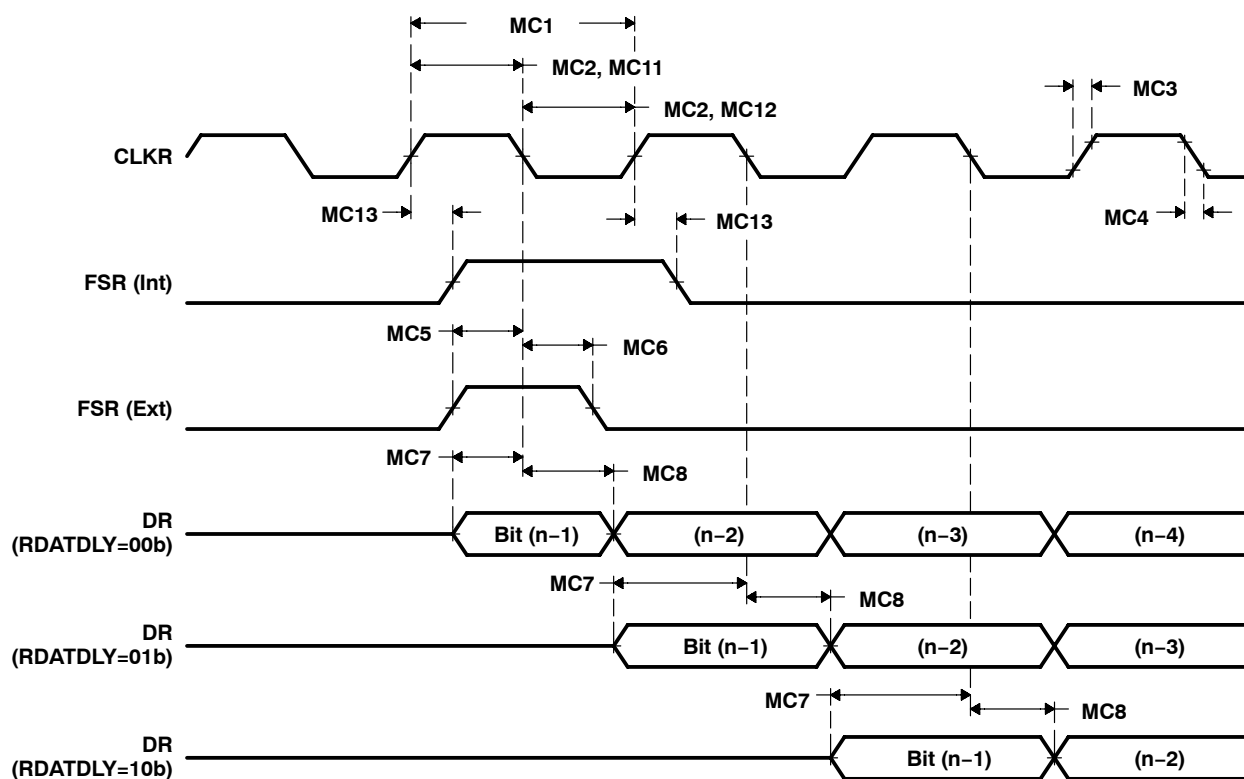 MC1
MC2, MC11
MC3
MC2, MC12
CLKR
MC13
MC13
MC4
FSR (Int)
MC5
MC6
FSR (Ext)
MC7
MC8
DR
(RDATDLY=00b)
Bit (n−1)
(n−2)
(n−3)
(n−4)
MC7
MC8
DR
(RDATDLY=01b)
Bit (n−1)
(n−2)
(n−3)
MC7
MC8
DR
(RDATDLY=10b)
Bit (n−1)
(n−2)